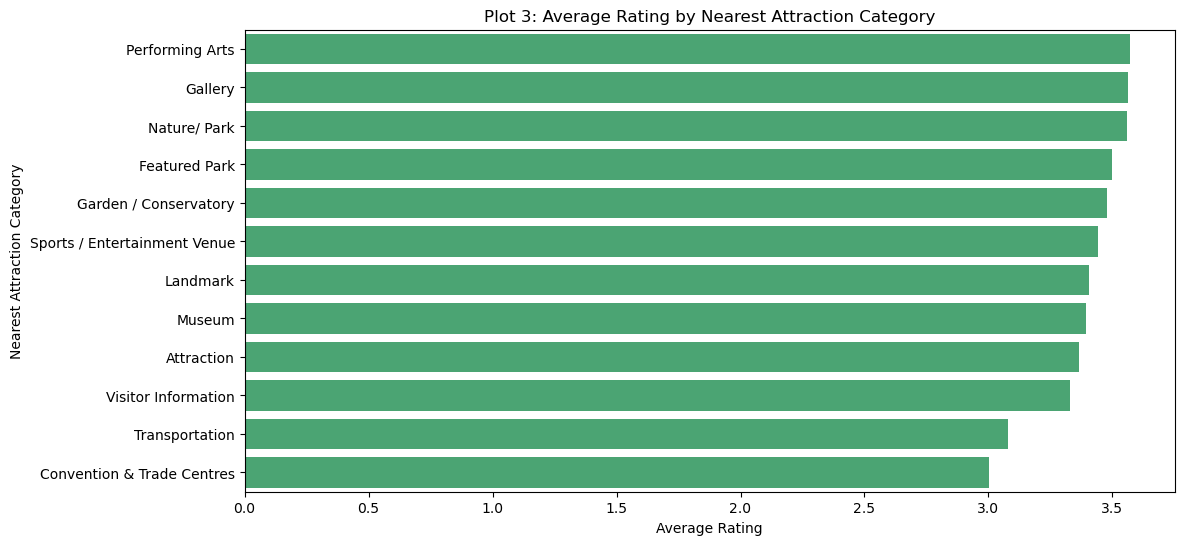 Plot 3: Average Rating by Nearest Attraction Category
Nearest Attraction Category
Performing Arts
Gallery
Nature/ Park
Featured Park
Garden / Conservatory
Sports / Entertainment Venue
Landmark
Museum
Attraction
Visitor Information
Transportation
Convention & Trade Centres
0.0 0.5 1.0 1.5 2.0 2.5 3.0 3.5
Average Rating